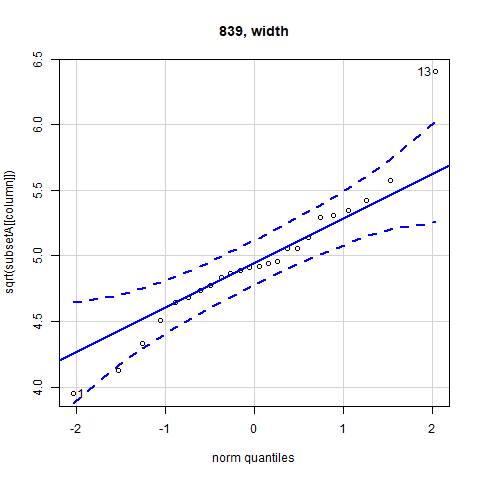 839, width
sqrt(subsetA[[column]])
6.5
6.0
5.5
5.0
4.5
4.0
13
1
-2 -1 0 1 2
norm quantiles